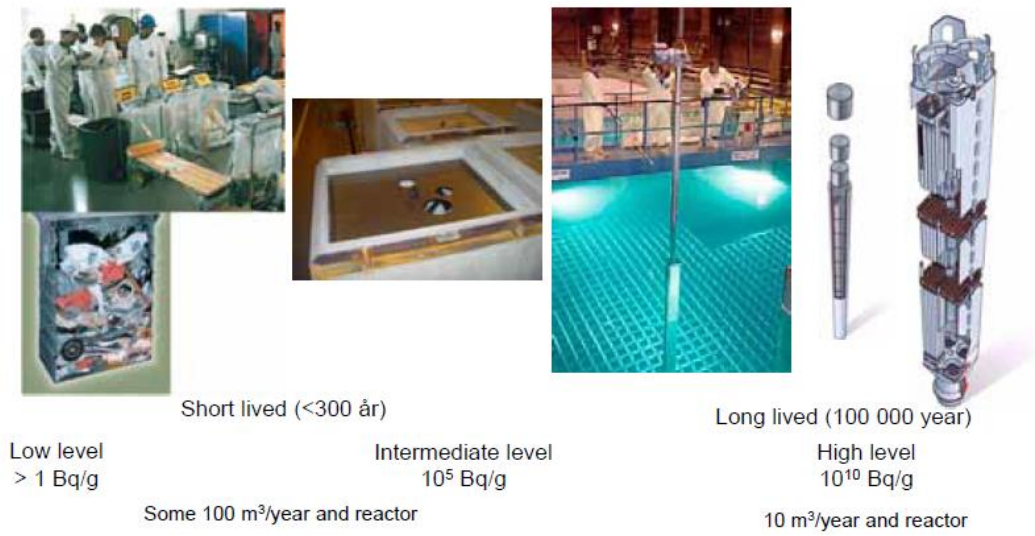 Short lived (<300 år)
Long lived (100 000 year)
Low level
> 1 Bq/g
Intermediate level
10⁵ Bq/g
High level
10¹⁰ Bq/g
Some 100 m³/year and reactor
10 m³/year and reactor